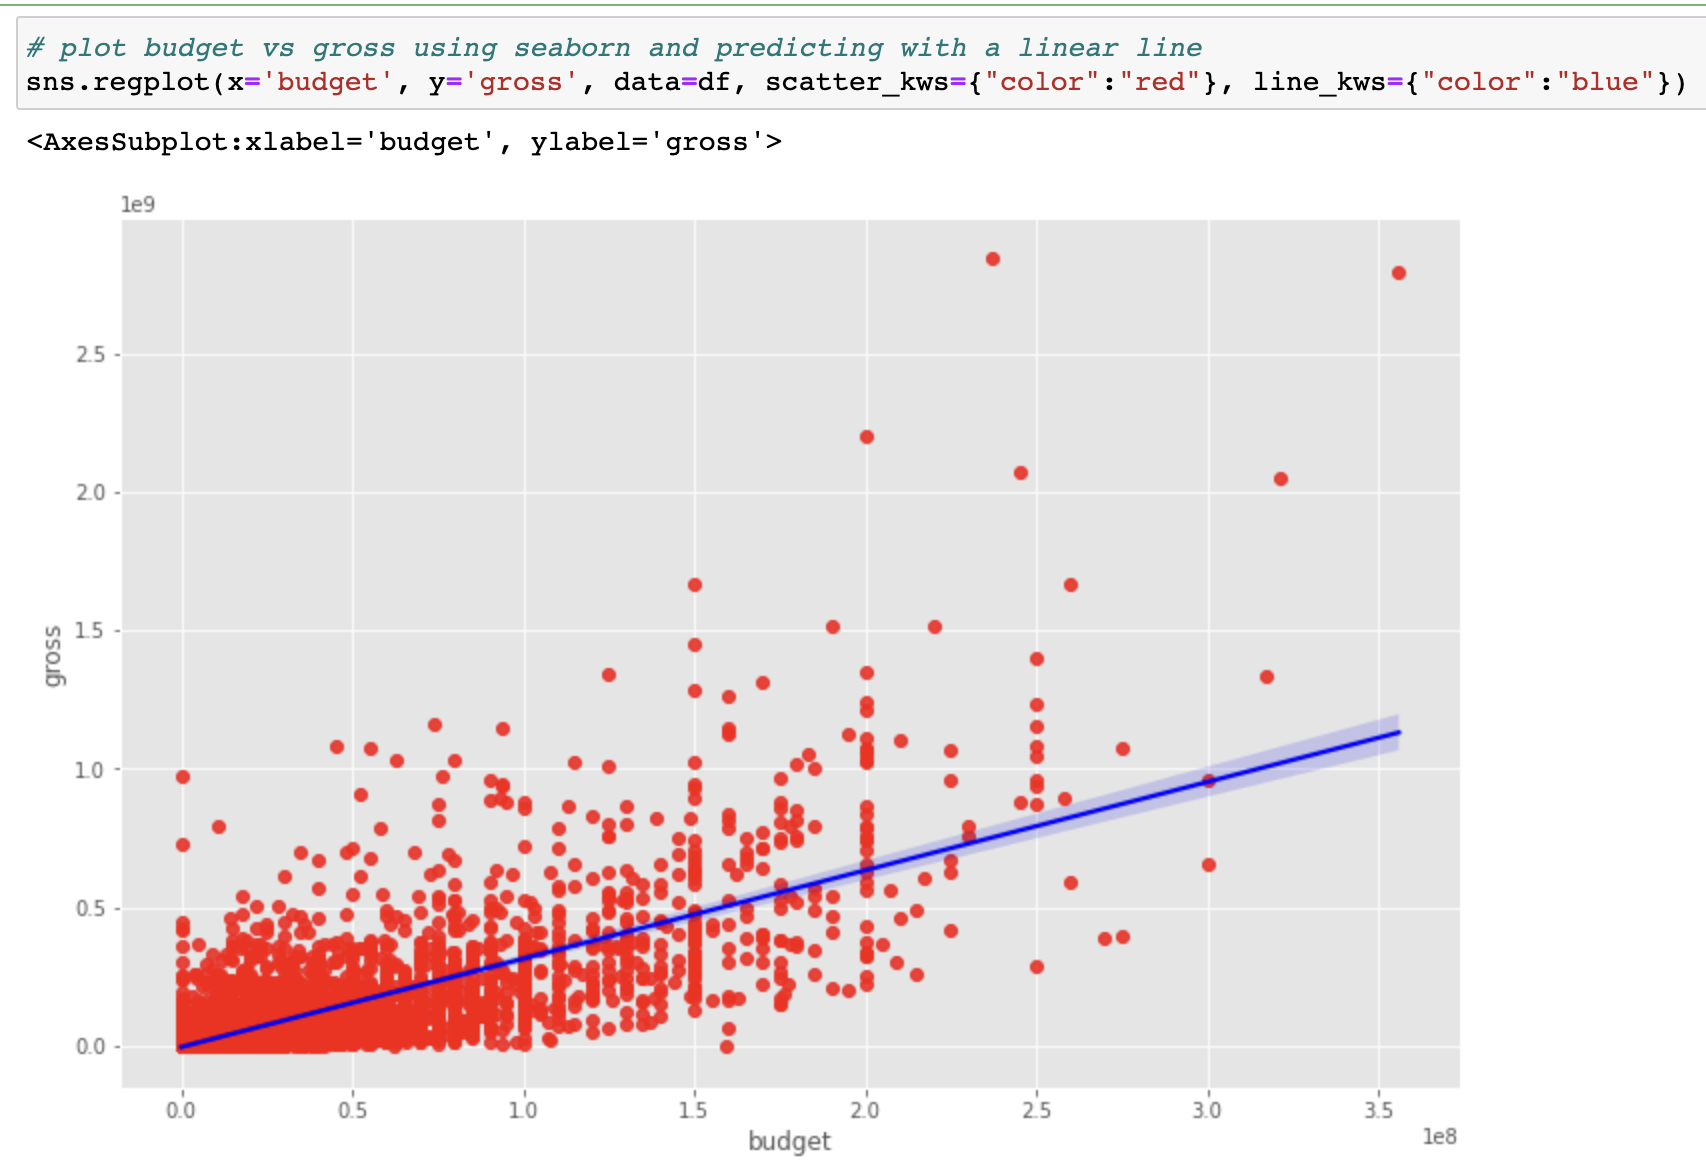 # plot budget vs gross using seaborn and predicting with a linear line
sns.regplot(x='budget', y='gross', data=df, scatter_kws={"color":"red"}, line_kws={"color":"blue"})
<AxesSubplot:xlabel='budget', ylabel='gross'>
1e9
2.5
2.0
1.5
1.0
0.5
0.0
gross
0.0 0.5 1.0 1.5 2.0 2.5 3.0 3.5
budget
1e8